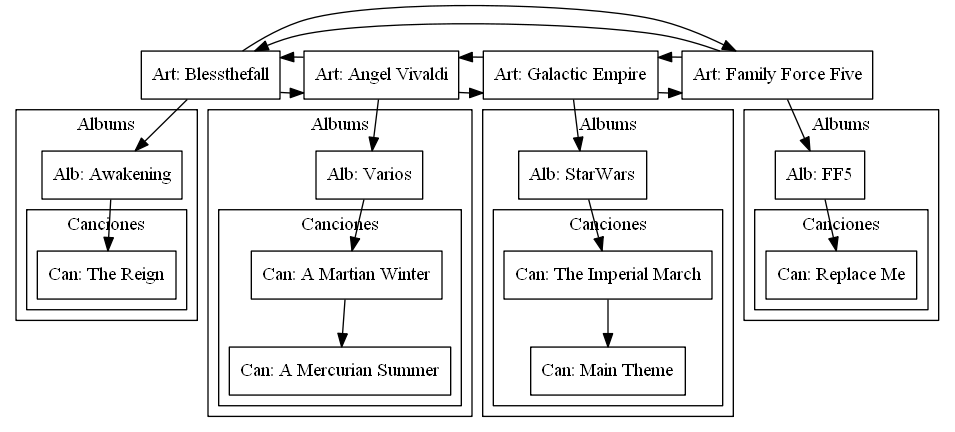 Art: Blessthefall
Art: Angel Vivaldi
Art: Galactic Empire
Art: Family Force Five
Albums
Albums
Albums
Albums
Alb: Awakening
Alb: Varios
Alb: StarWars
Alb: FF5
Canciones
Canciones
Canciones
Canciones
Can: The Reign
Can: A Martian Winter
Can: The Imperial March
Can: Replace Me
Can: A Mercurian Summer
Can: Main Theme